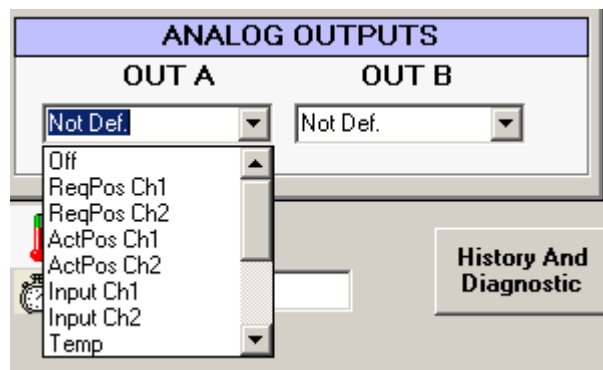 ANALOG OUTPUTS
OUT A OUT B
Not Def. Not Def.
Off
ReqPos Ch1
ReqPos Ch2
ActPos Ch1
ActPos Ch2
Input Ch1
Input Ch2
Temp
History And
Diagnostic